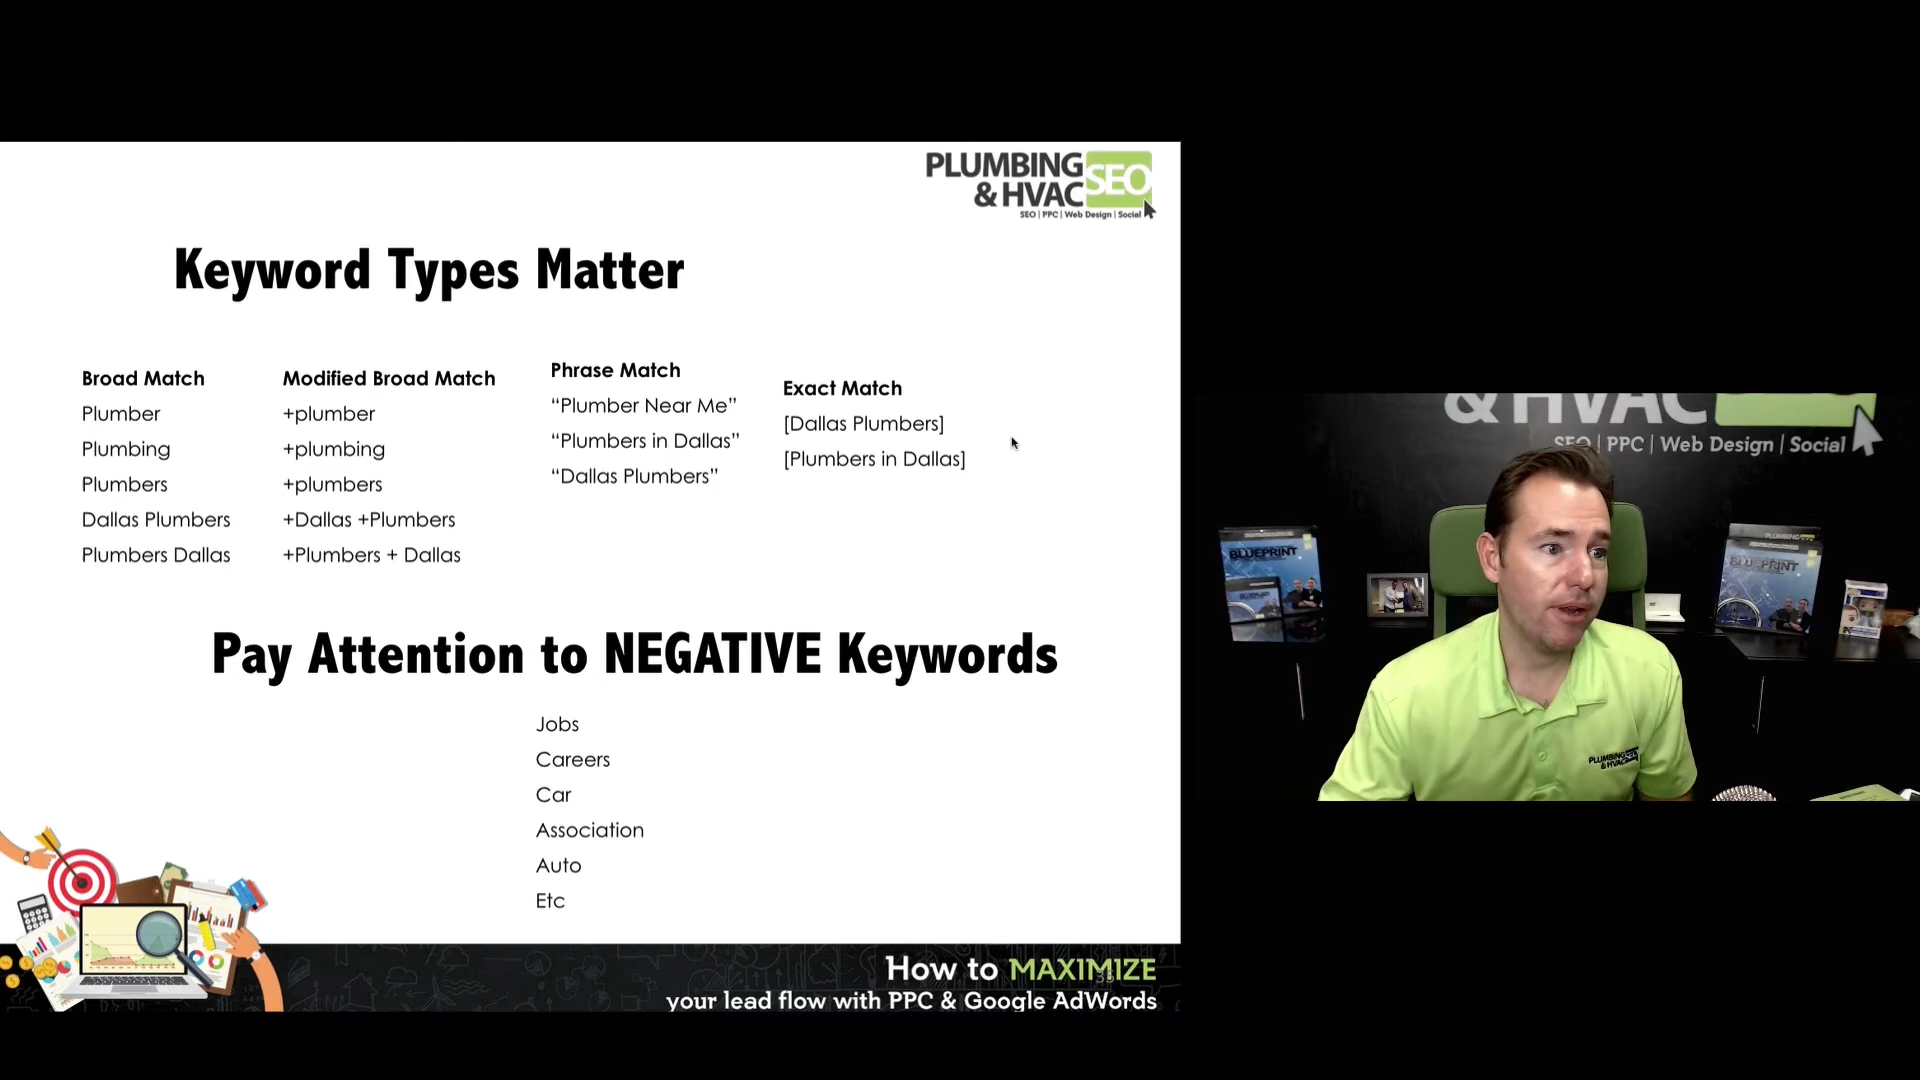 PLUMBING
& HVAC SEO
SEO | PPC | Web Design | Social
Keyword Types Matter
Broad Match
Plumber
Plumbing
Plumbers
Dallas Plumbers
Plumbers Dallas
Modified Broad Match
+plumber
+plumbing
+plumbers
+Dallas +Plumbers
+Plumbers + Dallas
Phrase Match
“Plumber Near Me”
“Plumbers in Dallas”
“Dallas Plumbers”
Exact Match
[Dallas Plumbers]
[Plumbers in Dallas]
Pay Attention to NEGATIVE Keywords
Jobs
Careers
Car
Association
Auto
Etc
How to MAXIMIZE
your lead flow with PPC & Google AdWords
& HVAC
SEO | PPC | Web Design | Social
BLUEPRINT
BLUEPRINT
PLUMBING
& HVAC